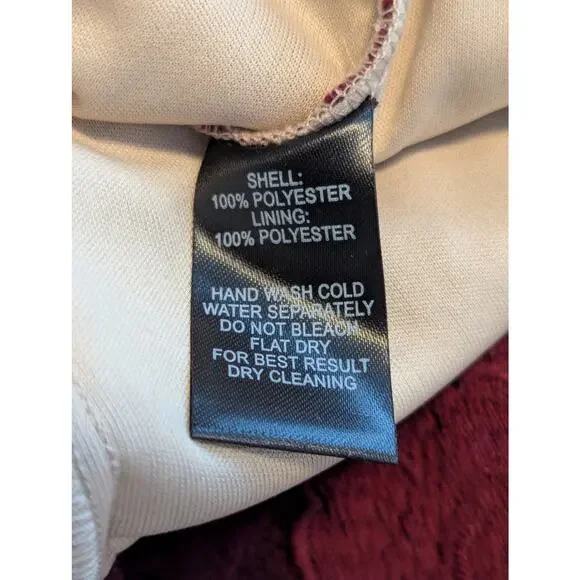 SHELL:
100% POLYESTER
LINING:
100% POLYESTER
HAND WASH COLD
WATER SEPARATELY
DO NOT BLEACH
FLAT DRY
FOR BEST RESULT
DRY CLEANING